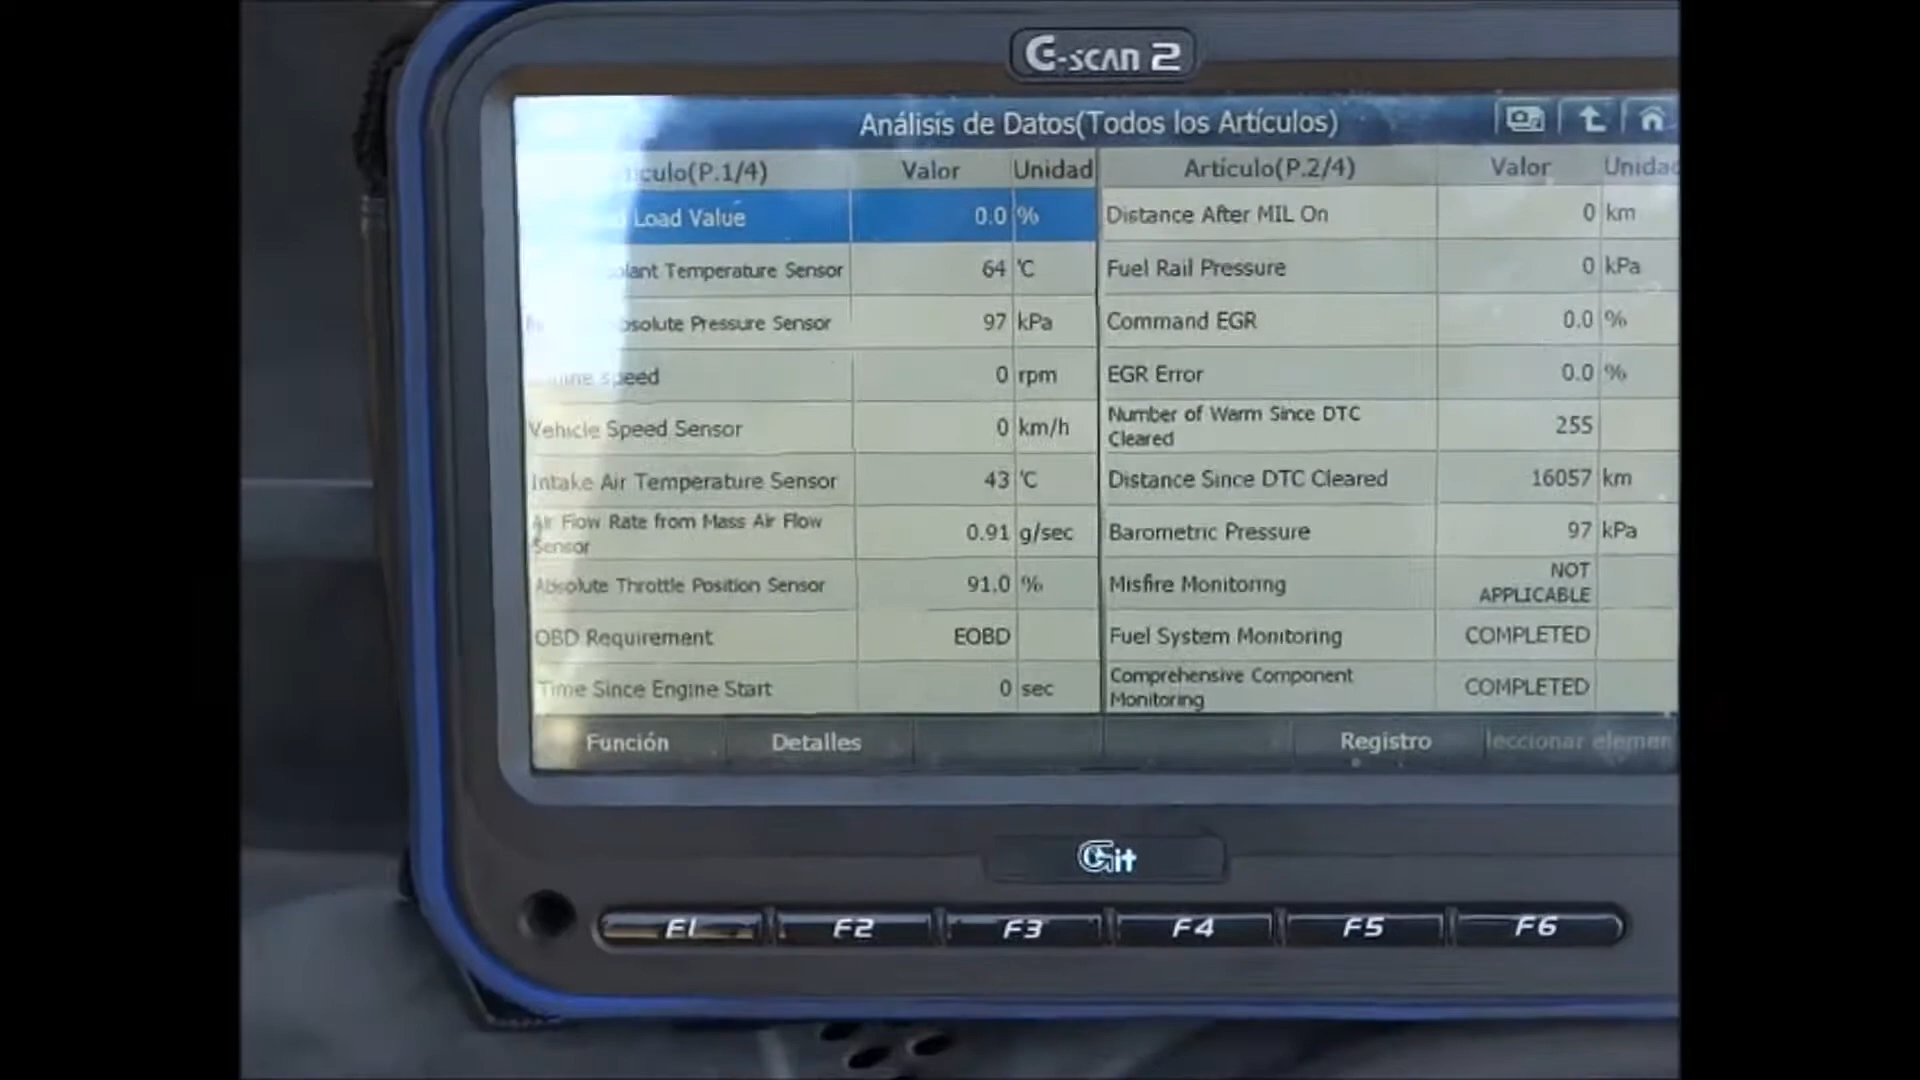 G-scan 2
Análisis de Datos(Todos los Artículos)
(P.1/4) Valor Unidad Artículo(P.2/4) Valor Unidad
Load Value 0.0 % Distance After MIL On 0 km
Temperature Sensor 64 °C Fuel Rail Pressure 0 kPa
Absolute Pressure Sensor 97 kPa Command EGR 0.0 %
speed 0 rpm EGR Error 0.0 %
Vehicle Speed Sensor 0 km/h Number of Warm Since DTC
Cleared 255
Intake Air Temperature Sensor 43 °C Distance Since DTC Cleared 16057 km
Air Flow Rate from Mass Air Flow
Sensor 0.91 g/sec Barometric Pressure 97 kPa
Absolute Throttle Position Sensor 91.0 % Misfire Monitoring NOT
APPLICABLE
OBD Requirement EOBD Fuel System Monitoring COMPLETED
Time Since Engine Start 0 sec Comprehensive Component
Monitoring COMPLETED
Función Detalles Registro leccionar elemen
Git
F1 F2 F3 F4 F5 F6